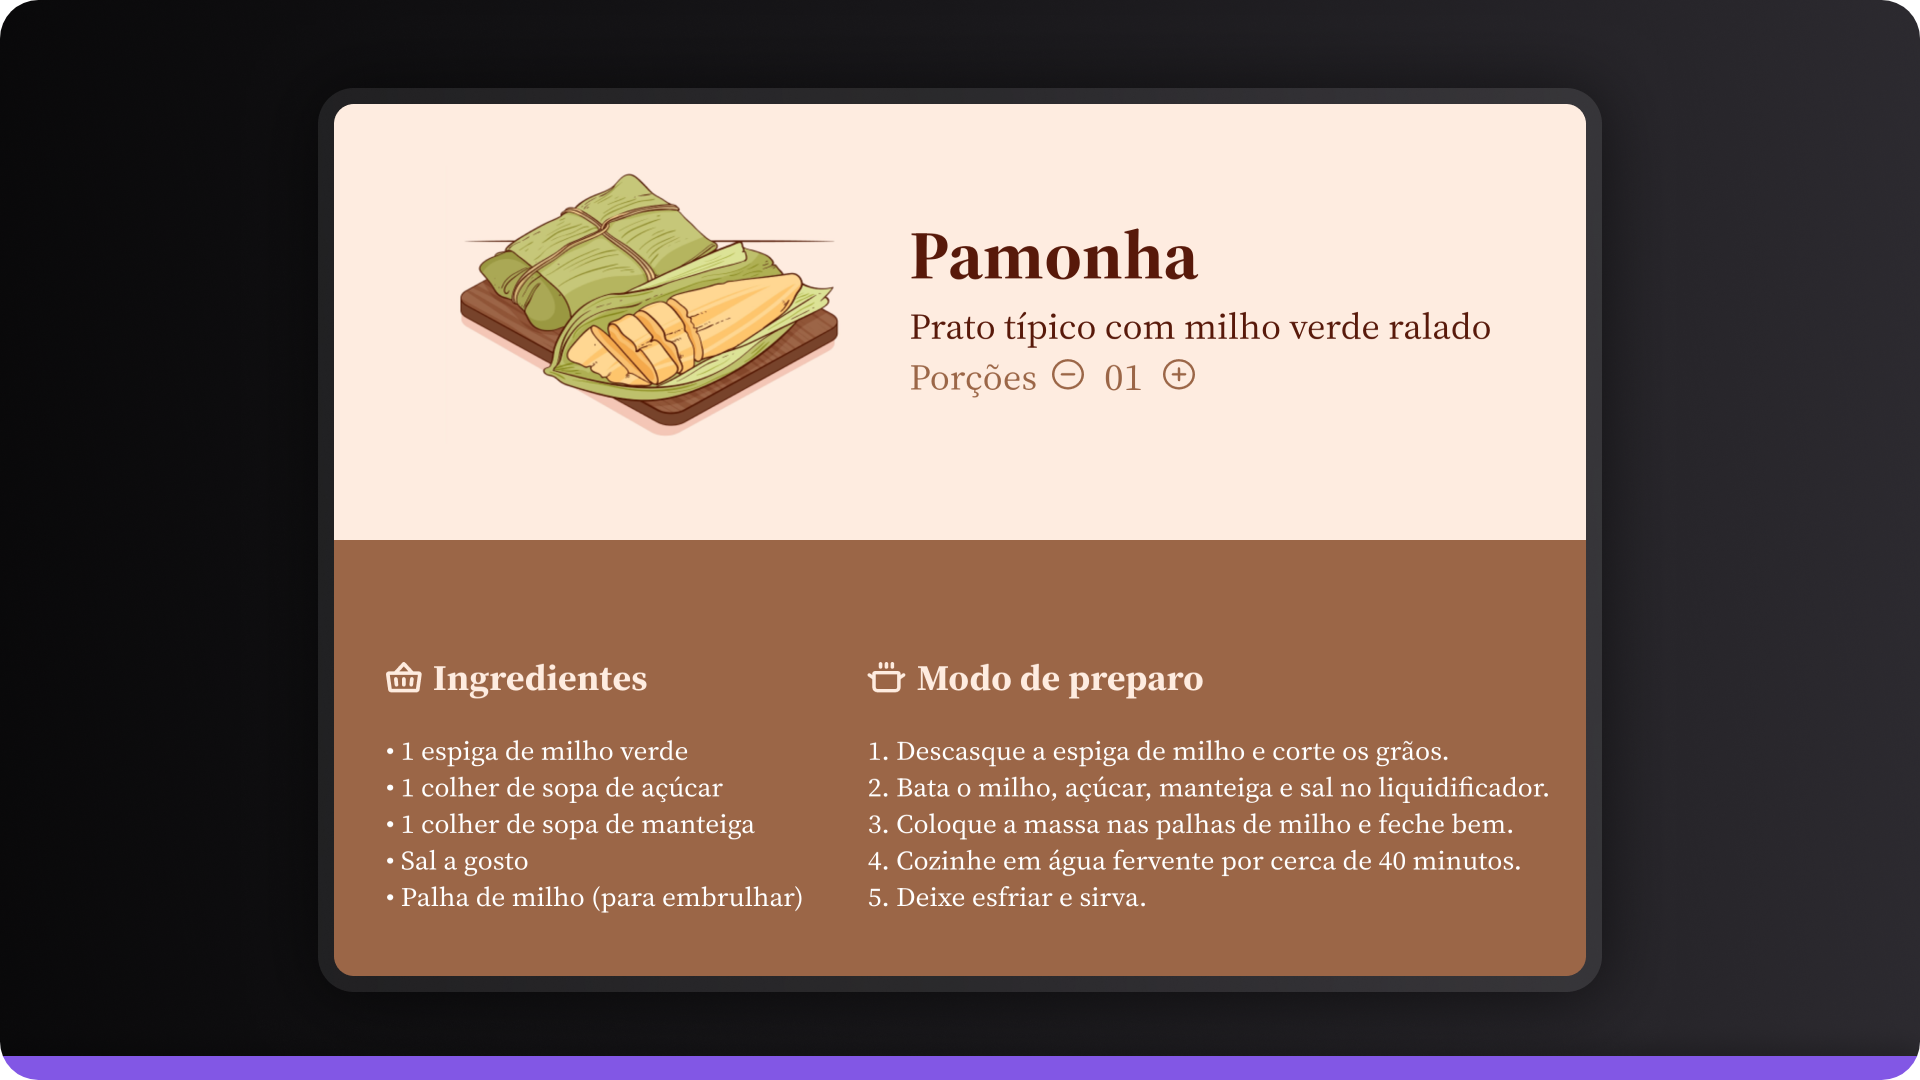 Pamonha
Prato típico com milho verde ralado
Porções 01
Ingredientes
• 1 espiga de milho verde
• 1 colher de sopa de açúcar
• 1 colher de sopa de manteiga
• Sal a gosto
• Palha de milho (para embrulhar)
Modo de preparo
1. Descasque a espiga de milho e corte os grãos.
2. Bata o milho, açúcar, manteiga e sal no liquidificador.
3. Coloque a massa nas palhas de milho e feche bem.
4. Cozinhe em água fervente por cerca de 40 minutos.
5. Deixe esfriar e sirva.